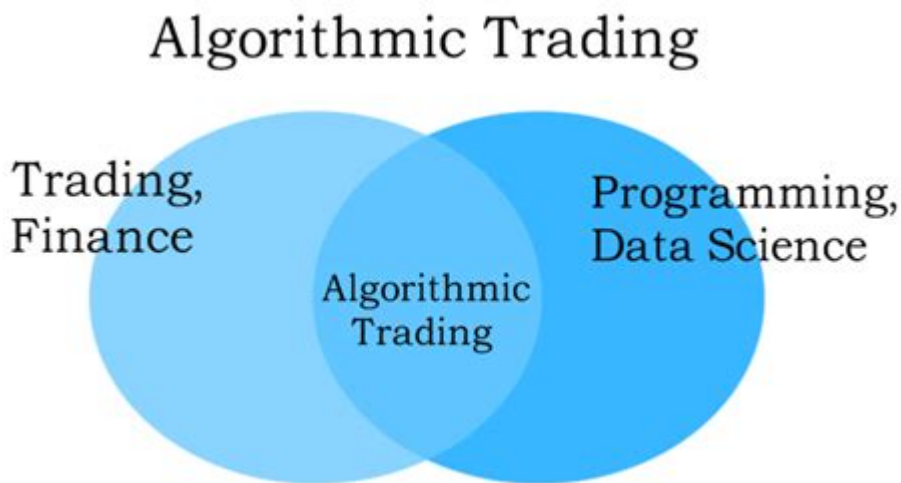 Algorithmic Trading
Trading,
Finance
Programming,
Data Science
Algorithmic
Trading